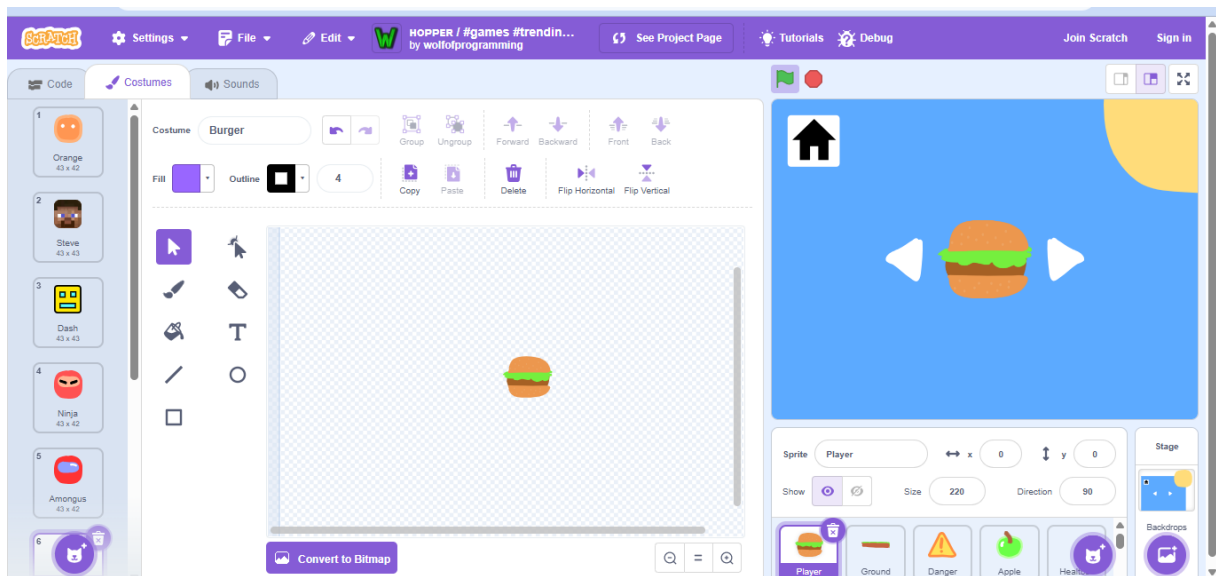 SCRATCH
Settings
File
Edit
HOPPER / #games #trendin...
by wolfofprogramming
See Project Page
Tutorials
Debug
Join Scratch
Sign in
Code
Costumes
Sounds
1
Orange
43 x 42
2
Steve
43 x 43
3
Dash
43 x 43
4
Ninja
43 x 42
5
Amongus
43 x 42
6
Costume
Burger
Group
Ungroup
Forward
Backward
Front
Back
Fill
Outline
4
Copy
Paste
Delete
Flip Horizontal
Flip Vertical
T
Convert to Bitmap
Sprite
Player
x
0
y
0
Show
Size
220
Direction
90
Player
Ground
Danger
Apple
Stage
Backdrops